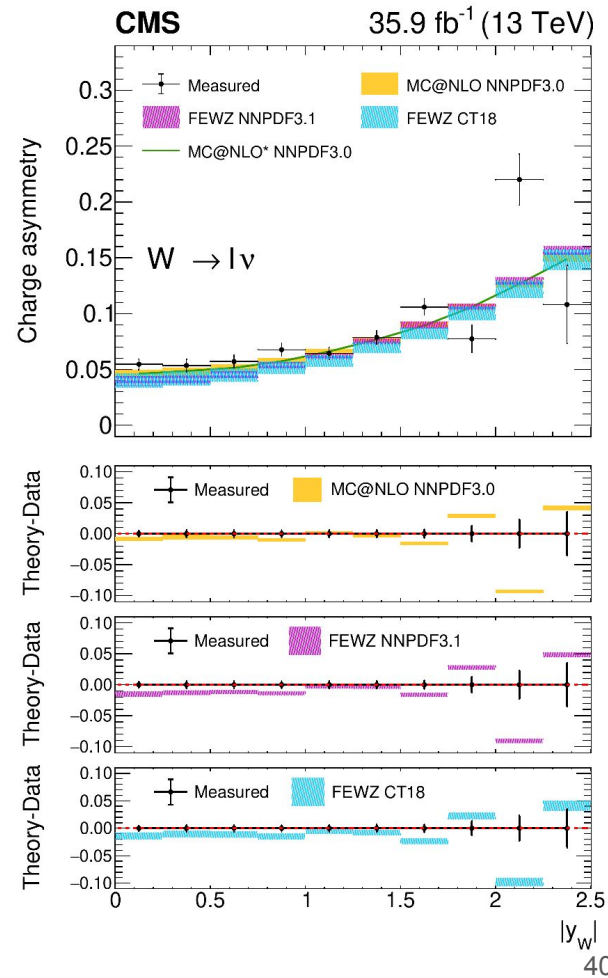 CMS 35.9 fb⁻¹ (13 TeV)
Measured
MC@NLO NNPDF3.0
FEWZ NNPDF3.1
FEWZ CT18
MC@NLO* NNPDF3.0
W → l ν
Charge asymmetry
0.3
0.25
0.2
0.15
0.1
0.05
0
Measured MC@NLO NNPDF3.0
Theory-Data
0.10
0.05
0.00
−0.05
−0.10
Measured FEWZ NNPDF3.1
Theory-Data
0.10
0.05
0.00
−0.05
−0.10
Measured FEWZ CT18
Theory-Data
0.10
0.05
0.00
−0.05
−0.10
0 0.5 1 1.5 2 2.5
|y_W|
40